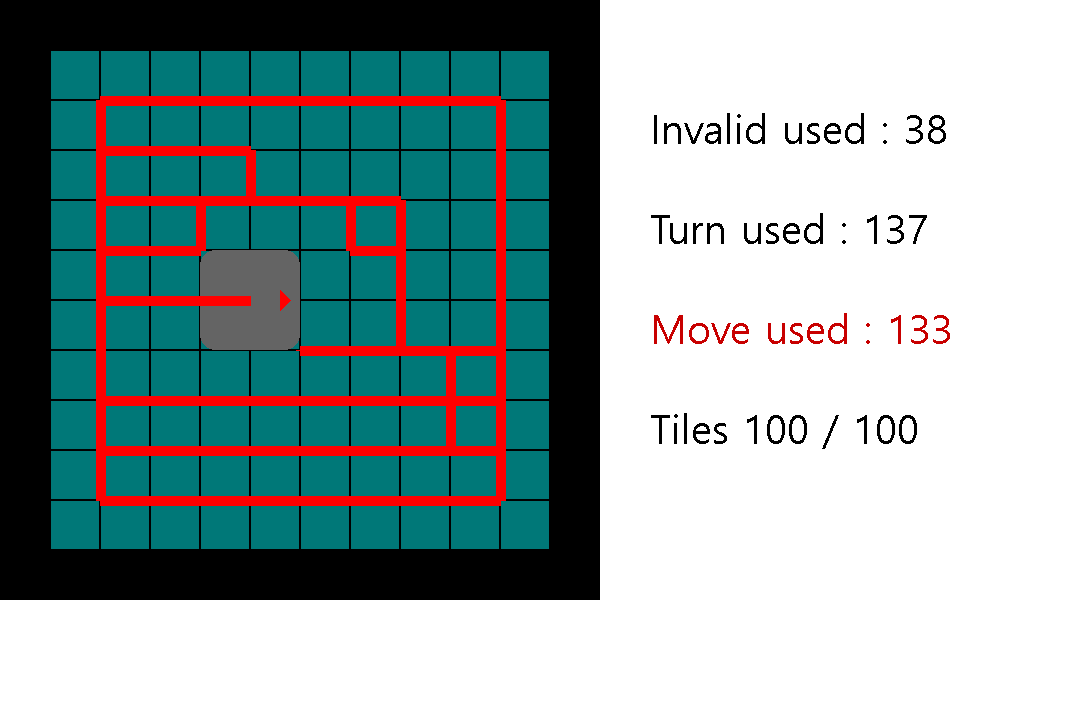 Invalid used : 38
Turn used : 137
Move used : 133
Tiles 100 / 100